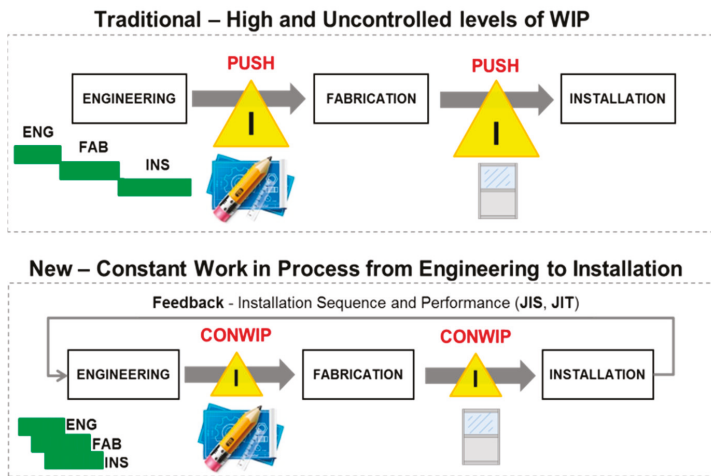 Traditional – High and Uncontrolled levels of WIP
PUSH
PUSH
ENGINEERING
FABRICATION
INSTALLATION
I
I
ENG
FAB
INS
New – Constant Work in Process from Engineering to Installation
Feedback - Installation Sequence and Performance (JIS, JIT)
CONWIP
CONWIP
ENGINEERING
FABRICATION
INSTALLATION
I
I
ENG
FAB
INS